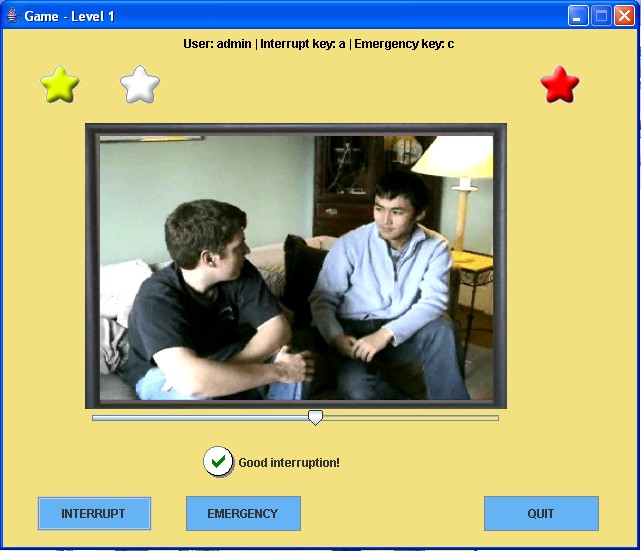 Game - Level 1
User: admin | Interrupt key: a | Emergency key: c
Good interruption!
INTERRUPT
EMERGENCY
QUIT